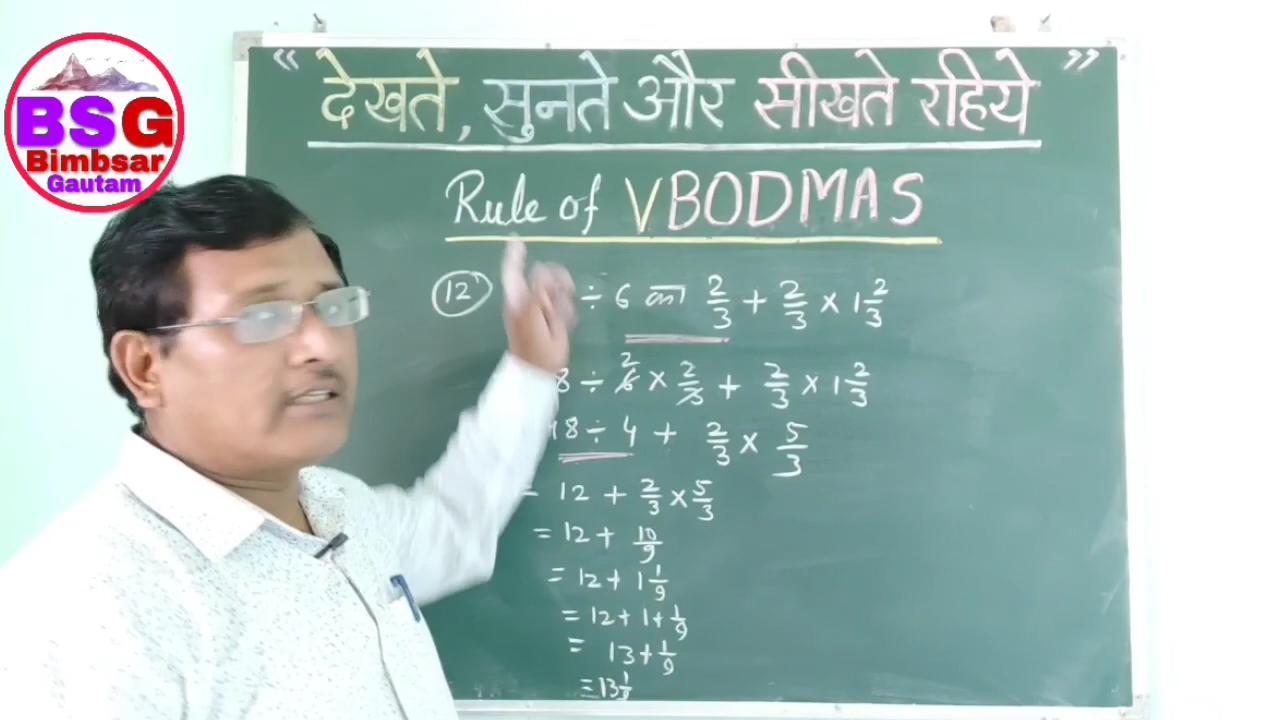 BSG
Bimbsar
Gautam
“ देखते, सुनते और सीखते रहिये ”
Rule of VBODMAS
12 ÷ 6 का 2/3 + 2/3 × 1 2/3
8 ÷ 6 2 × 2/3 + 2/3 × 1 2/3
48 ÷ 4 + 2/3 × 5/3
= 12 + 2/3 × 5/3
= 12 + 10/9
= 12 + 1 1/9
= 12 + 1 + 1/9
= 13 + 1/9
= 13 1/9